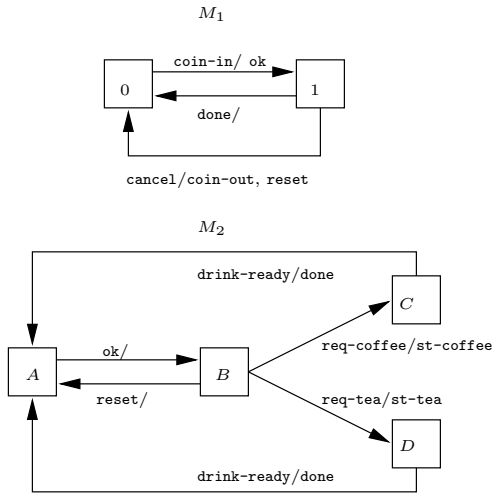 M₁
coin-in/ ok
0
1
done/
cancel/coin-out, reset
M₂
drink-ready/done
C
ok/
req-coffee/st-coffee
A
B
reset/
req-tea/st-tea
D
drink-ready/done